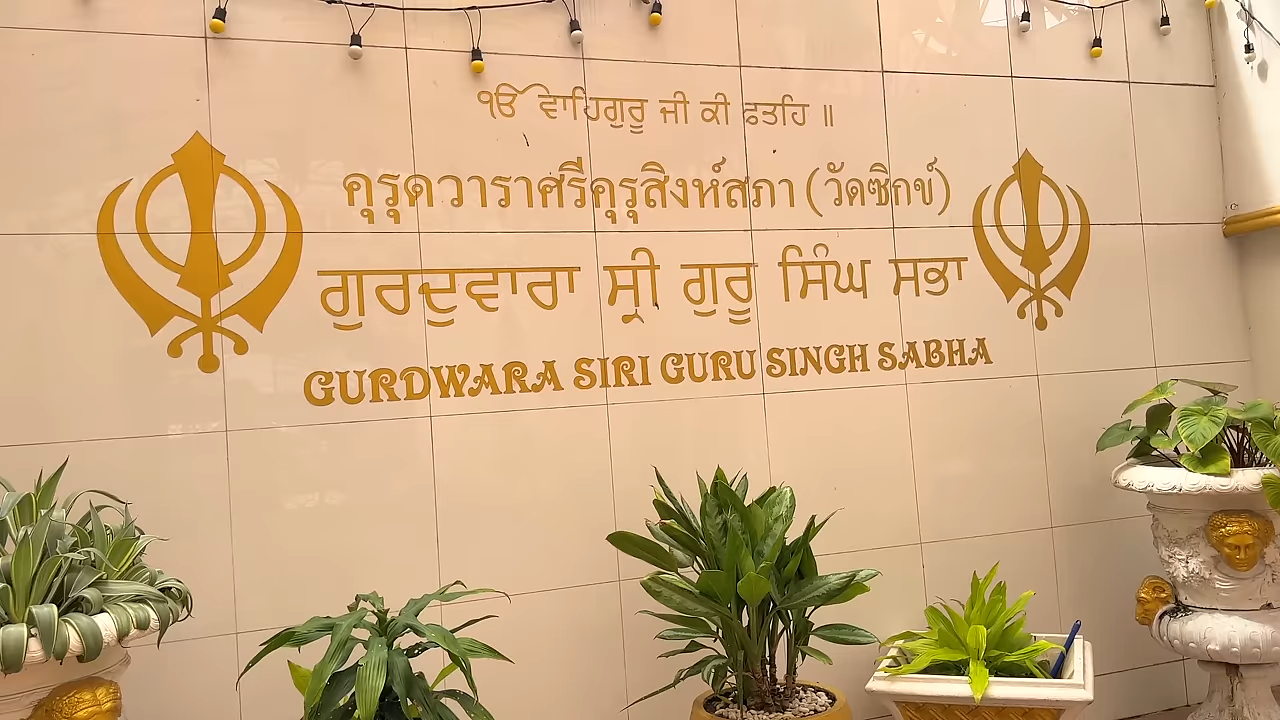 ੴ ਵਾਹਿਗੁਰੂ ਜੀ ਕੀ ਫਤਹਿ ॥
คุรุดวาราศรีคุรุสิงห์สภา (วัดซิกข์)
ਗੁਰਦੁਵਾਰਾ ਸ੍ਰੀ ਗੁਰੂ ਸਿੰਘ ਸਭਾ
GURDWARA SIRI GURU SINGH SABHA